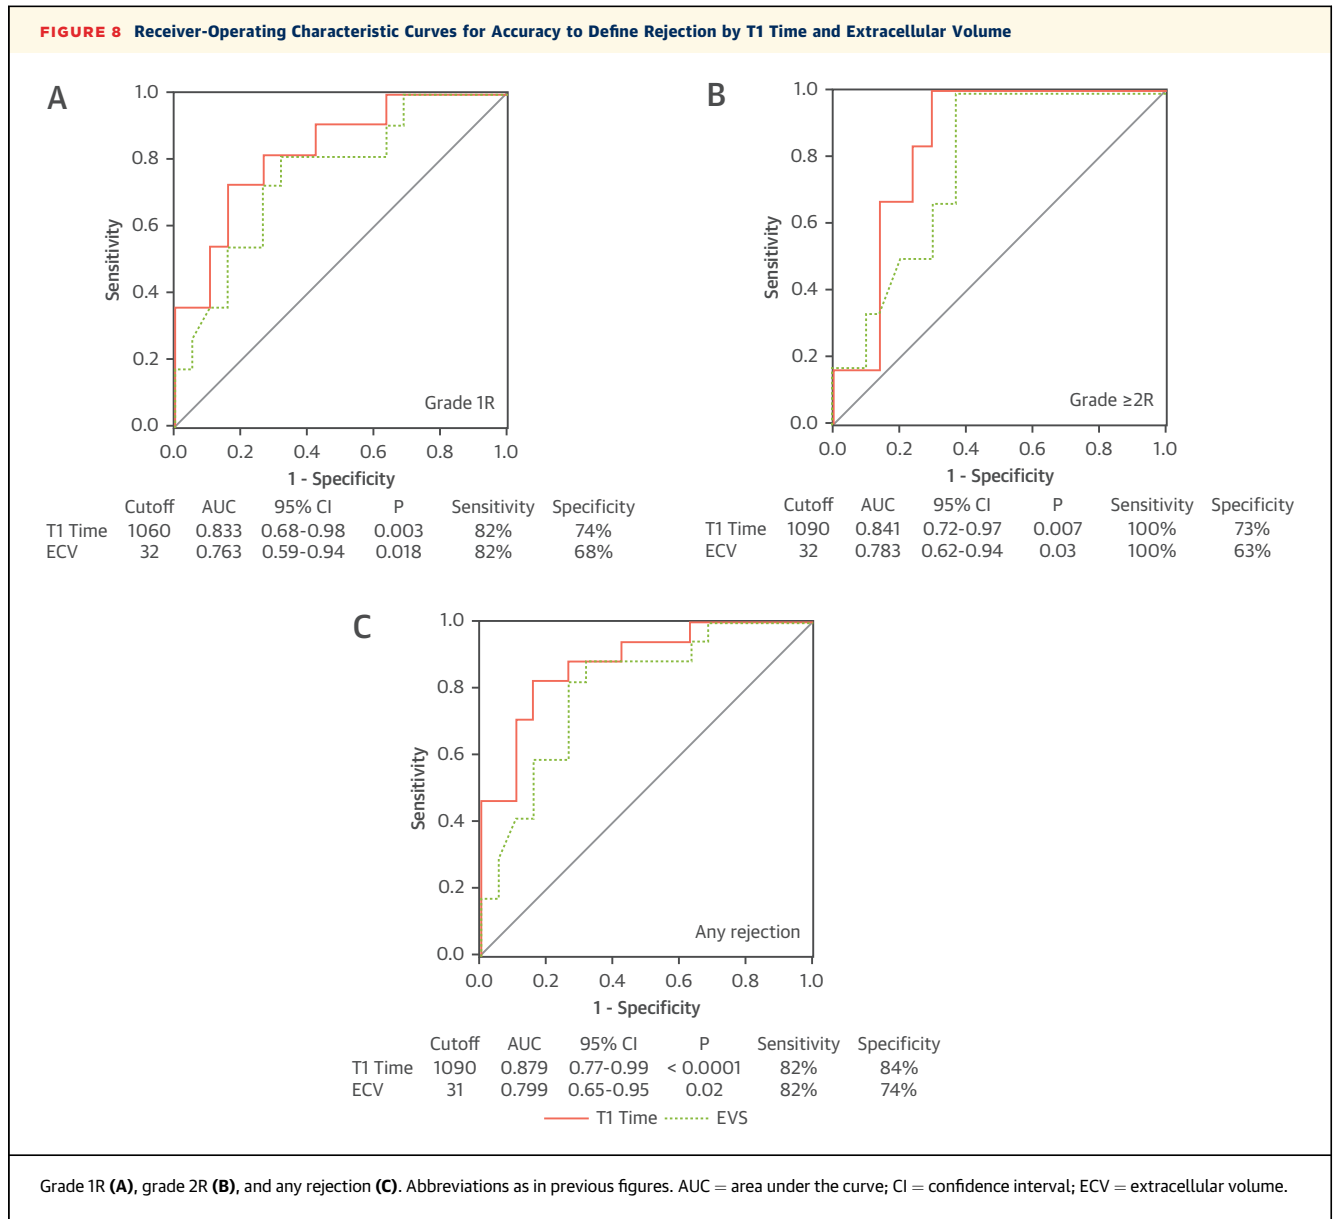 FIGURE 8 Receiver-Operating Characteristic Curves for Accuracy to Define Rejection by T1 Time and Extracellular Volume
A
1.0
0.8
0.6
0.4
0.2
0.0
Sensitivity
Grade 1R
0.0 0.2 0.4 0.6 0.8 1.0
1 - Specificity
Cutoff AUC 95% CI P Sensitivity Specificity
T1 Time 1060 0.833 0.68-0.98 0.003 82% 74%
ECV 32 0.763 0.59-0.94 0.018 82% 68%
B
1.0
0.8
0.6
0.4
0.2
0.0
Sensitivity
Grade ≥2R
0.0 0.2 0.4 0.6 0.8 1.0
1 - Specificity
Cutoff AUC 95% CI P Sensitivity Specificity
T1 Time 1090 0.841 0.72-0.97 0.007 100% 73%
ECV 32 0.783 0.62-0.94 0.03 100% 63%
C
1.0
0.8
0.6
0.4
0.2
0.0
Sensitivity
Any rejection
0.0 0.2 0.4 0.6 0.8 1.0
1 - Specificity
Cutoff AUC 95% CI P Sensitivity Specificity
T1 Time 1090 0.879 0.77-0.99 < 0.0001 82% 84%
ECV 31 0.799 0.65-0.95 0.02 82% 74%
T1 Time EVS
Grade 1R (A), grade 2R (B), and any rejection (C). Abbreviations as in previous figures. AUC = area under the curve; CI = confidence interval; ECV = extracellular volume.